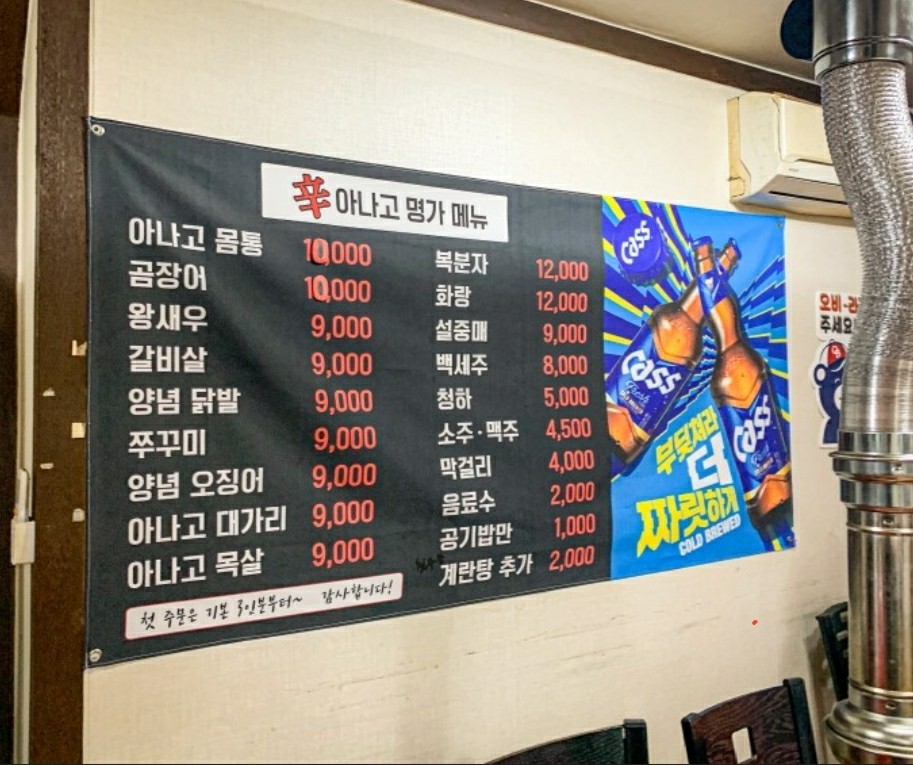 辛 아나고 명가 메뉴
아나고 몸통 10,000
곰장어 10,000
왕새우 9,000
갈비살 9,000
양념 닭발 9,000
쭈꾸미 9,000
양념 오징어 9,000
아나고 대가리 9,000
아나고 목살 9,000
첫 주문은 기본 3인분부터~ 감사합니다!
복분자 12,000
화랑 12,000
설중매 9,000
백세주 8,000
청하 5,000
소주·맥주 4,500
막걸리 4,000
음료수 2,000
공기밥만 1,000
계란탕 추가 2,000
Cass
Cass
Fresh
Cass
부딪쳐라
더
짜릿하게
COLD BREWED
오비-라
주세요